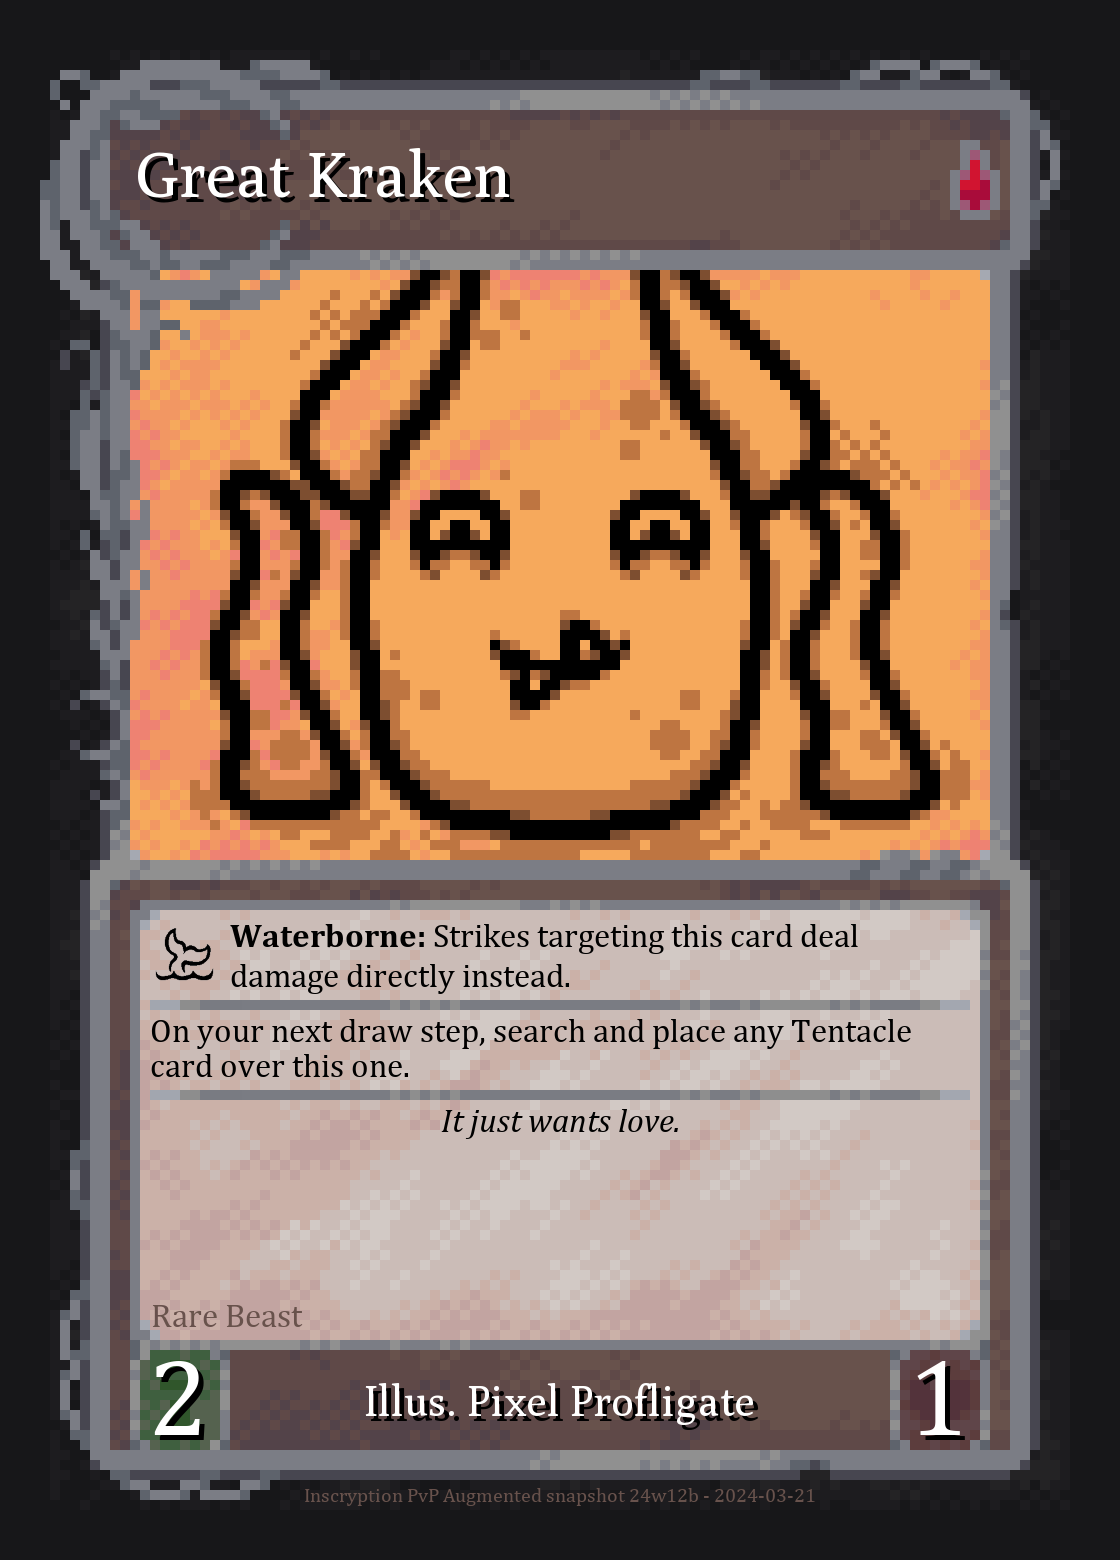 Great Kraken
Waterborne: Strikes targeting this card deal
damage directly instead.
On your next draw step, search and place any Tentacle
card over this one.
It just wants love.
Rare Beast
2
Illus. Pixel Profligate
1
Inscryption PvP Augmented snapshot 24w12b - 2024-03-21